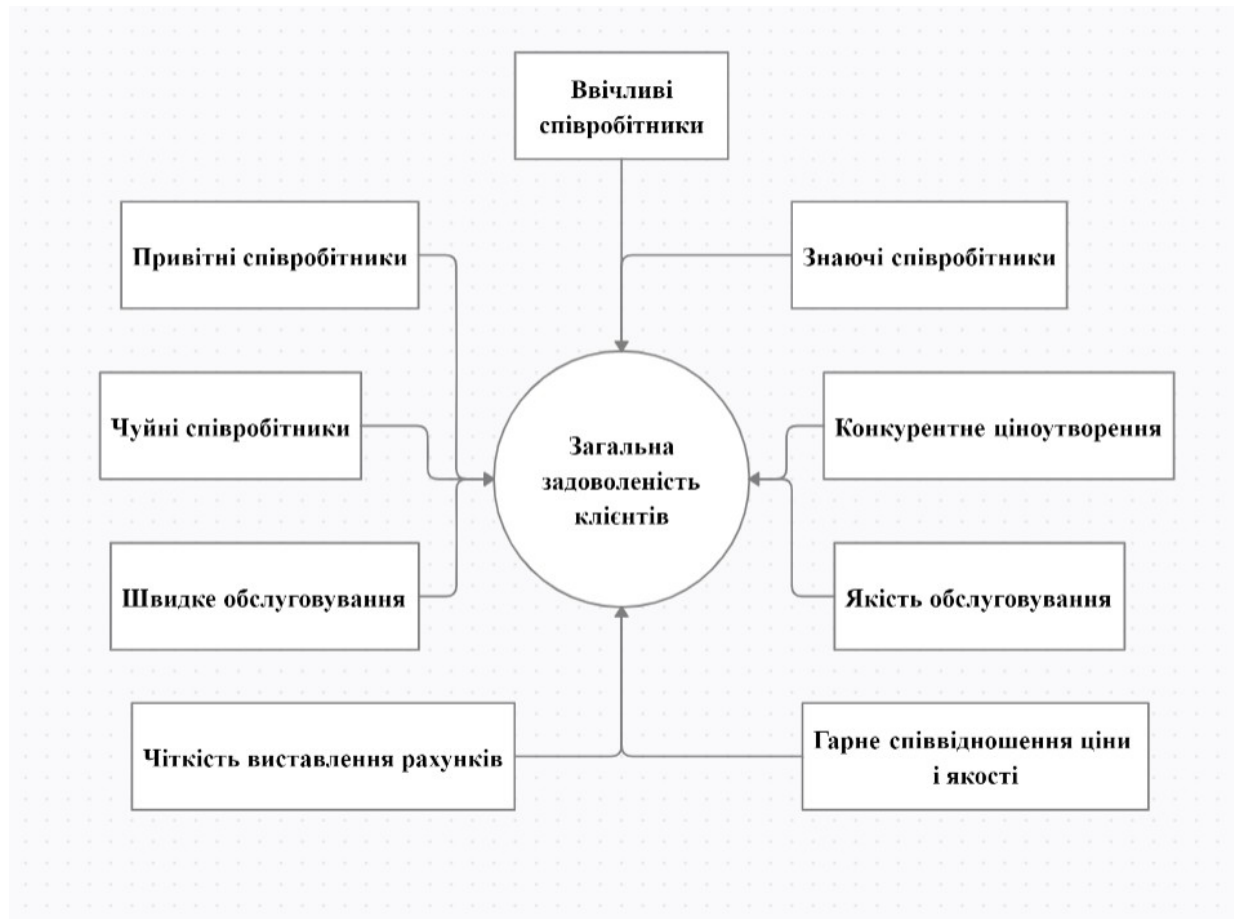 Ввічливі
співробітники
Привітні співробітники
Знаючі співробітники
Чуйні співробітники
Конкурентне ціноутворення
Загальна
задоволеність
клієнтів
Швидке обслуговування
Якість обслуговування
Чіткість виставлення рахунків
Гарне співвідношення ціни
і якості